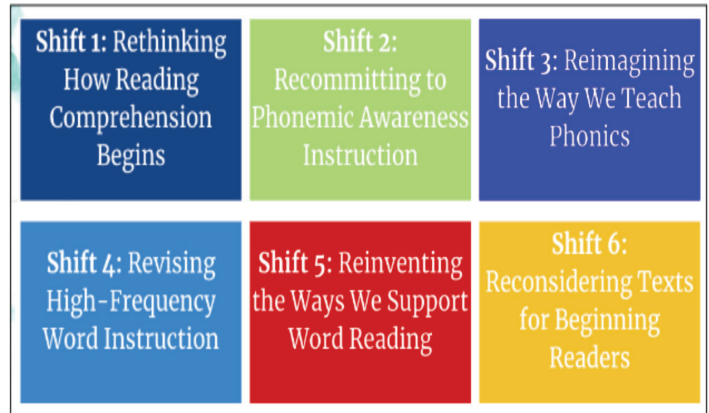 Shift 1: Rethinking
How Reading
Comprehension
Begins
Shift 2:
Recommitting to
Phonemic Awareness
Instruction
Shift 3: Reimagining
the Way We Teach
Phonics
Shift 4: Revising
High-Frequency
Word Instruction
Shift 5: Reinventing
the Ways We Support
Word Reading
Shift 6:
Reconsidering Texts
for Beginning
Readers